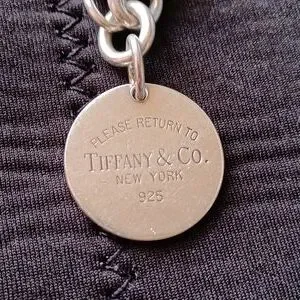 PLEASE RETURN TO
TIFFANY & CO.
NEW YORK
925